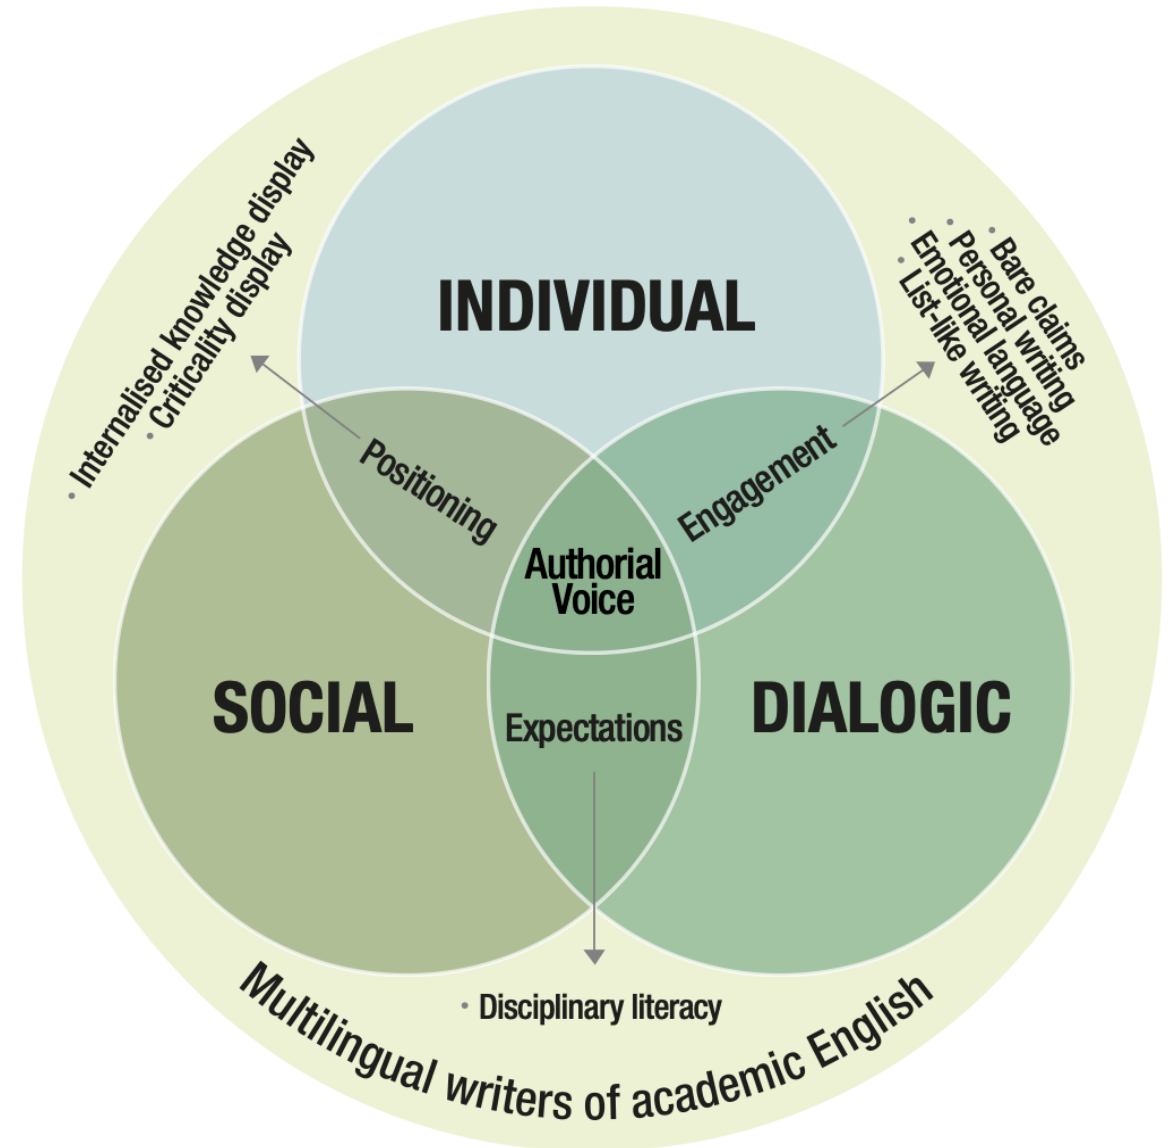 INDIVIDUAL
• Internalised knowledge display
• Criticality display
• Bare claims
• Personal writing
• Emotional language
• List-like writing
Positioning
Engagement
Authorial
Voice
SOCIAL
DIALOGIC
Expectations
• Disciplinary literacy
Multilingual writers of academic English